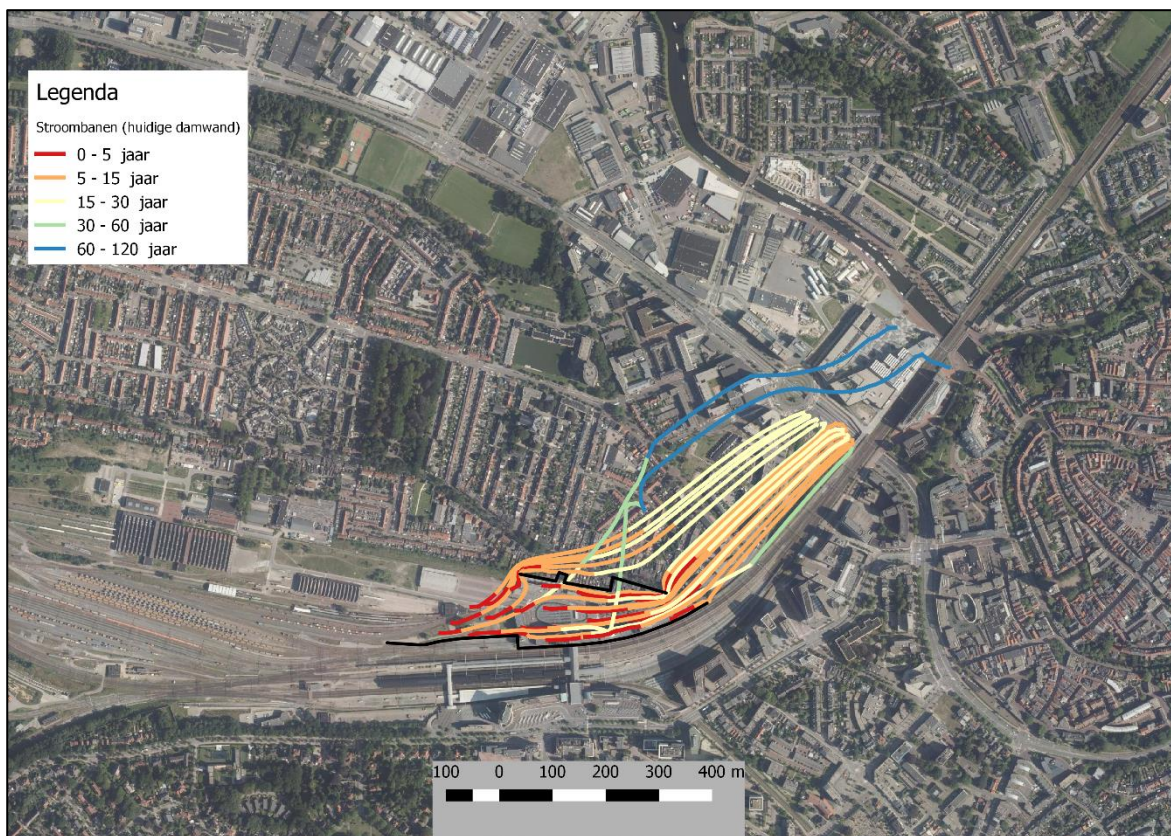 Legenda
Stroombanen (huidige damwand)
0 - 5 jaar
5 - 15 jaar
15 - 30 jaar
30 - 60 jaar
60 - 120 jaar
100 0 100 200 300 400 m